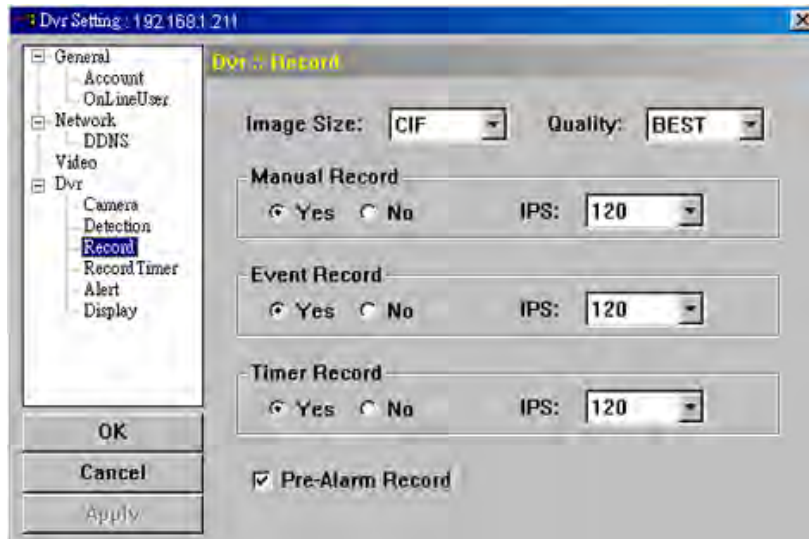 Dvr Setting : 192.168.1.211
General
Account
OnLineUser
Network
DDNS
Video
Dvr
Camera
Detection
Record
Record Timer
Alert
Display
OK
Cancel
Apply
Dvr :: Record
Image Size: CIF Quality: BEST
Manual Record
Yes No IPS: 120
Event Record
Yes No IPS: 120
Timer Record
Yes No IPS: 120
Pre-Alarm Record